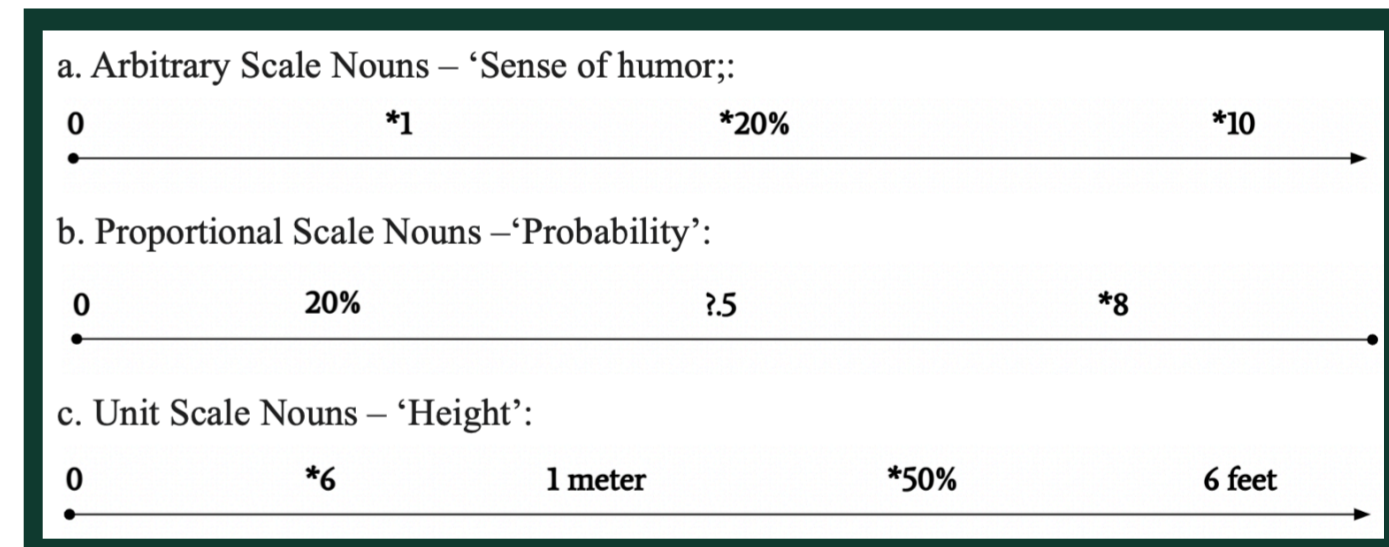 a. Arbitrary Scale Nouns – ‘Sense of humor;:
0 *1 *20% *10
b. Proportional Scale Nouns –‘Probability’:
0 20% ?.5 *8
c. Unit Scale Nouns – ‘Height’:
0 *6 1 meter *50% 6 feet